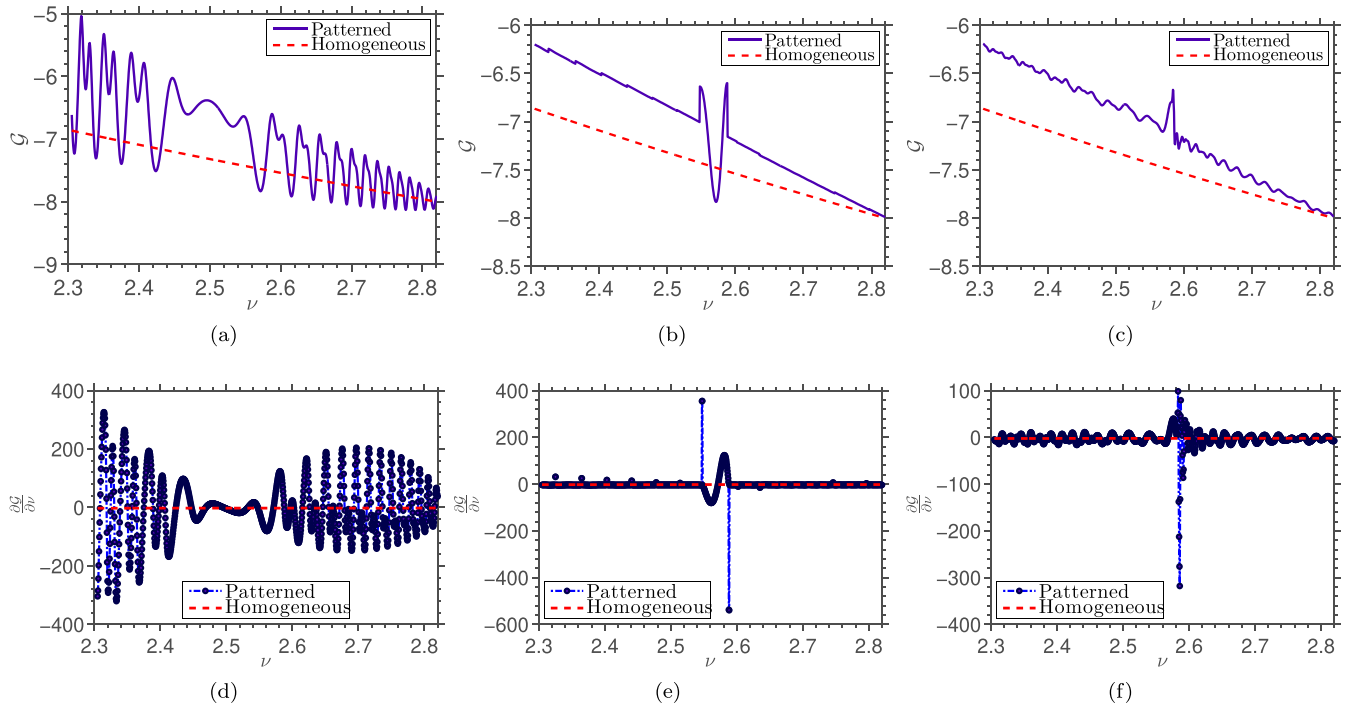 −5
−6
−7
−8
−9
𝒢
2.3 2.4 2.5 2.6 2.7 2.8
ν
Patterned
Homogeneous
(a)
−6
−6.5
−7
−7.5
−8
−8.5
𝒢
2.3 2.4 2.5 2.6 2.7 2.8
ν
Patterned
Homogeneous
(b)
−6
−6.5
−7
−7.5
−8
−8.5
𝒢
2.3 2.4 2.5 2.6 2.7 2.8
ν
Patterned
Homogeneous
(c)
400
200
0
−200
−400
∂𝒢/∂ν
2.3 2.4 2.5 2.6 2.7 2.8
ν
Patterned
Homogeneous
(d)
400
200
0
−200
−400
−600
∂𝒢/∂ν
2.3 2.4 2.5 2.6 2.7 2.8
ν
Patterned
Homogeneous
(e)
100
0
−100
−200
−300
−400
∂𝒢/∂ν
2.3 2.4 2.5 2.6 2.7 2.8
ν
Patterned
Homogeneous
(f)